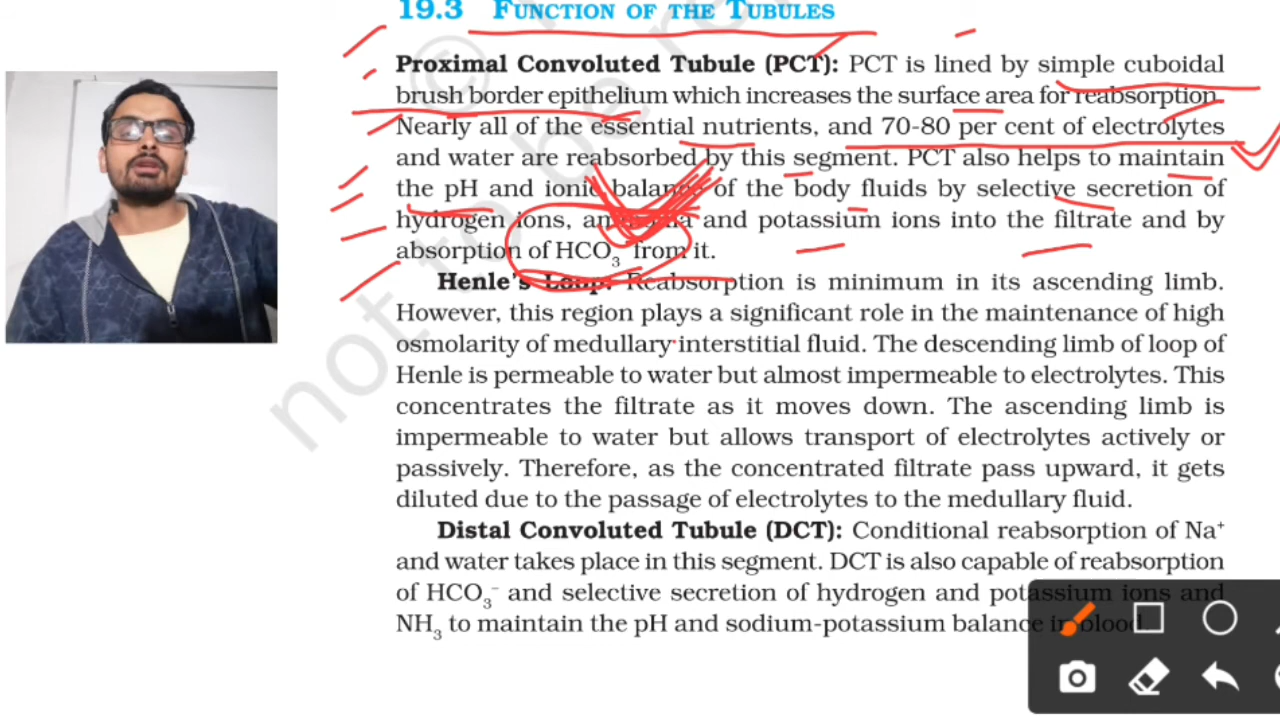 19.3 FUNCTION OF THE TUBULES
Proximal Convoluted Tubule (PCT): PCT is lined by simple cuboidal
brush border epithelium which increases the surface area for reabsorption.
Nearly all of the essential nutrients, and 70-80 per cent of electrolytes
and water are reabsorbed by this segment. PCT also helps to maintain
the pH and ionic balance of the body fluids by selective secretion of
hydrogen ions, ammonia and potassium ions into the filtrate and by
absorption of HCO₃⁻ from it.
Henle's Loop: Reabsorption is minimum in its ascending limb.
However, this region plays a significant role in the maintenance of high
osmolarity of medullary interstitial fluid. The descending limb of loop of
Henle is permeable to water but almost impermeable to electrolytes. This
concentrates the filtrate as it moves down. The ascending limb is
impermeable to water but allows transport of electrolytes actively or
passively. Therefore, as the concentrated filtrate pass upward, it gets
diluted due to the passage of electrolytes to the medullary fluid.
Distal Convoluted Tubule (DCT): Conditional reabsorption of Na⁺
and water takes place in this segment. DCT is also capable of reabsorption
of HCO₃⁻ and selective secretion of hydrogen and potassium ions and
NH₃ to maintain the pH and sodium-potassium balance in blood.
© not to be re